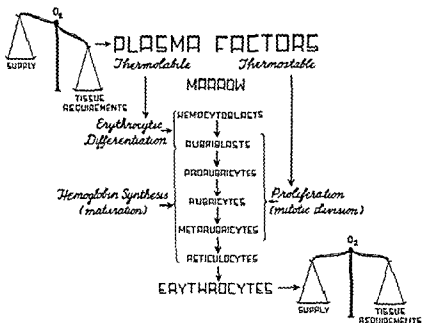 O2
SUPPLY
TISSUE
REQUIREMENTS
PLASMA FACTORS
Thermolabile
Thermostable
MARROW
Erythrocytic
Differentiation
HEMOCYTOBLASTS
RUBRIBLASTS
PRORUBRICYTES
RUBRICYTES
METARUBRICYTES
RETICULOCYTES
ERYTHROCYTES
Hemoglobin Synthesis
(maturation)
Proliferation
(mitotic division)
O2
SUPPLY
TISSUE
REQUIREMENTS